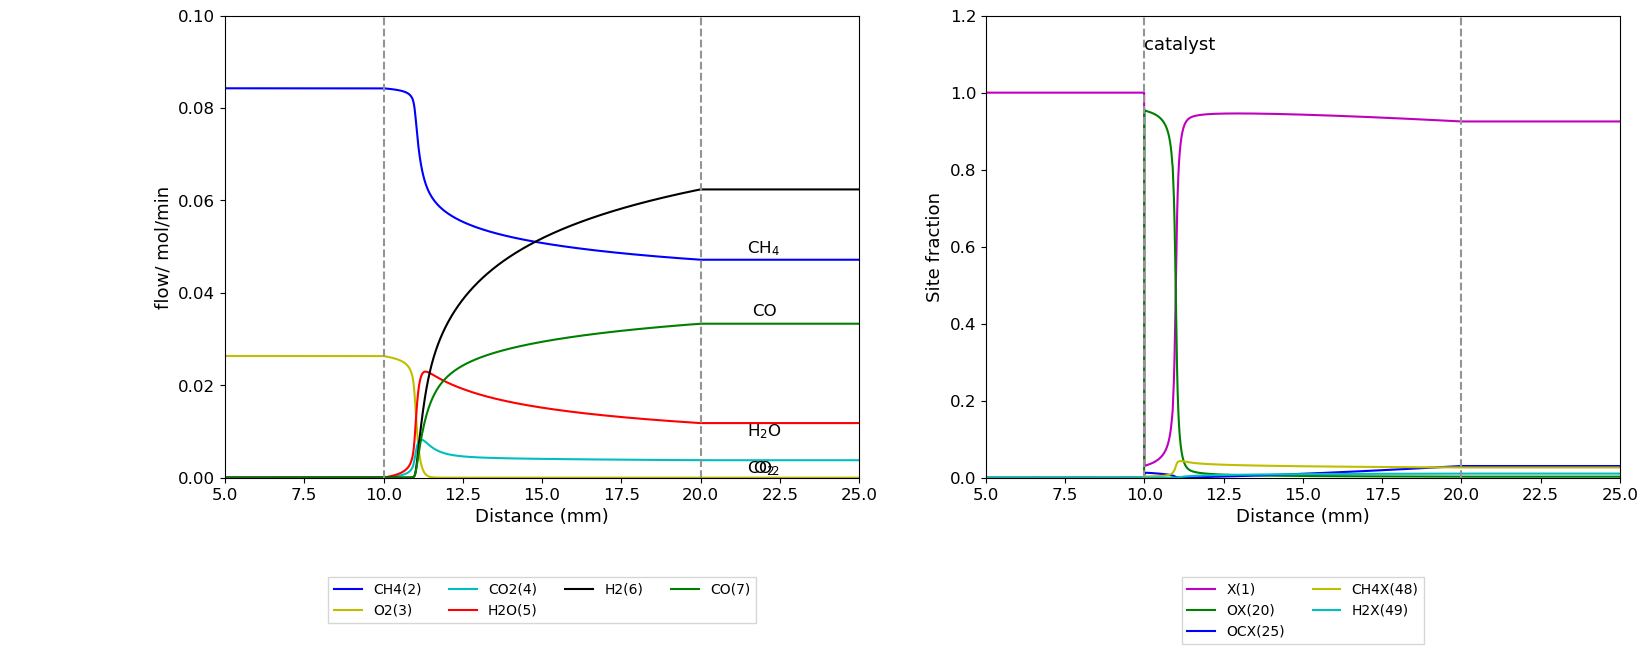 0.10
0.08
0.06
0.04
0.02
0.00
flow/ mol/min
CH₄
CO
H₂O
CO₂
O₂
5.0 7.5 10.0 12.5 15.0 17.5 20.0 22.5 25.0
Distance (mm)
CH4(2) CO2(4) H2(6) CO(7)
O2(3) H2O(5)
1.2
1.0
0.8
0.6
0.4
0.2
0.0
Site fraction
catalyst
5.0 7.5 10.0 12.5 15.0 17.5 20.0 22.5 25.0
Distance (mm)
X(1) CH4X(48)
OX(20) H2X(49)
OCX(25)